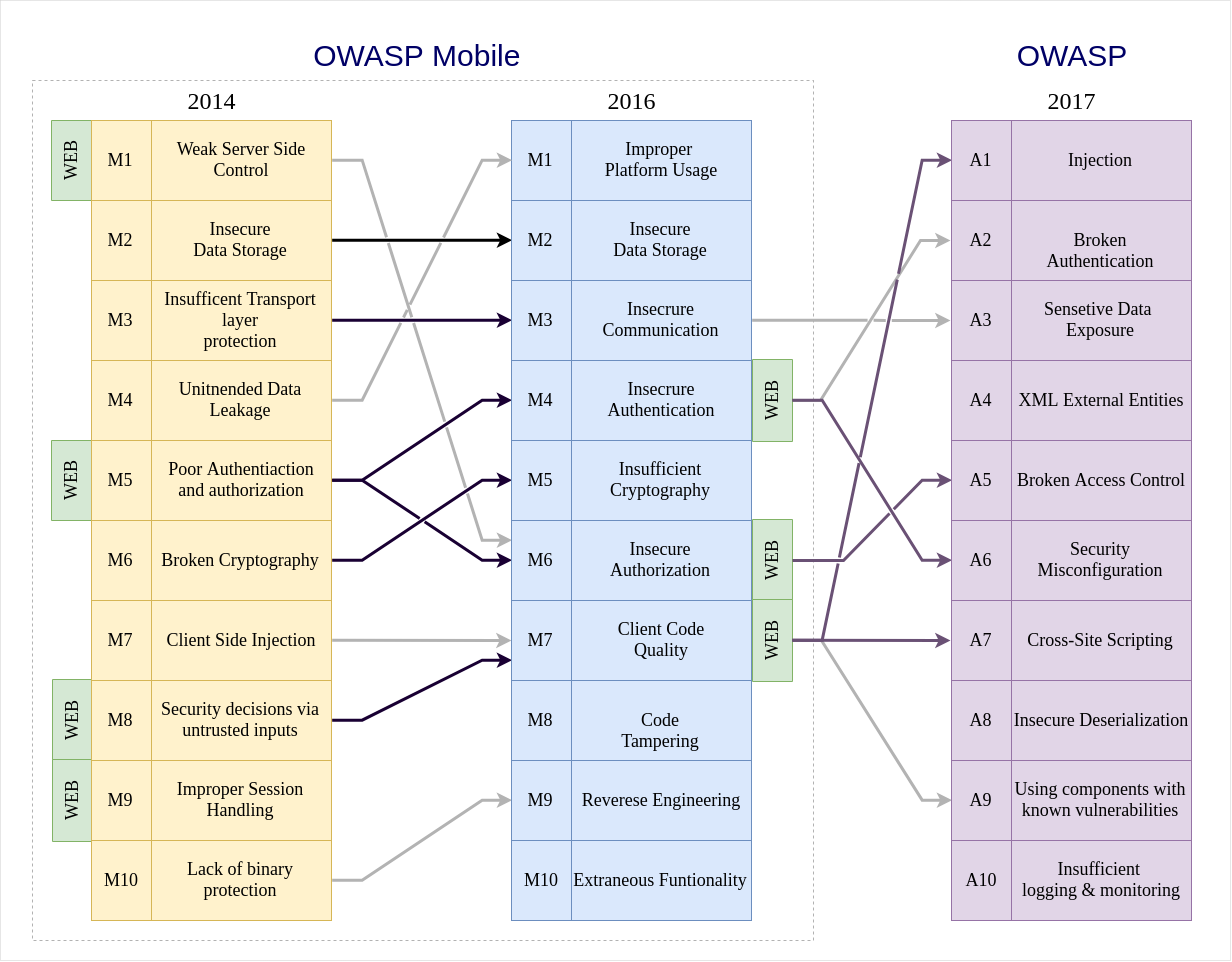 OWASP Mobile
OWASP
2014
2016
2017
WEB
M1
Weak Server Side
Control
M2
Insecure
Data Storage
M3
Insufficent Transport
layer
protection
M4
Unitnended Data
Leakage
WEB
M5
Poor Authentiaction
and authorization
M6
Broken Cryptography
M7
Client Side Injection
WEB
M8
Security decisions via
untrusted inputs
WEB
M9
Improper Session
Handling
M10
Lack of binary
protection
M1
Improper
Platform Usage
M2
Insecure
Data Storage
M3
Insecrure
Communication
M4
Insecrure
Authentication
WEB
M5
Insufficient
Cryptography
M6
Insecure
Authorization
WEB
M7
Client Code
Quality
WEB
M8
Code
Tampering
M9
Reverese Engineering
M10
Extraneous Funtionality
A1
Injection
A2
Broken
Authentication
A3
Sensetive Data
Exposure
A4
XML External Entities
A5
Broken Access Control
A6
Security
Misconfiguration
A7
Cross-Site Scripting
A8
Insecure Deserialization
A9
Using components with
known vulnerabilities
A10
Insufficient
logging & monitoring